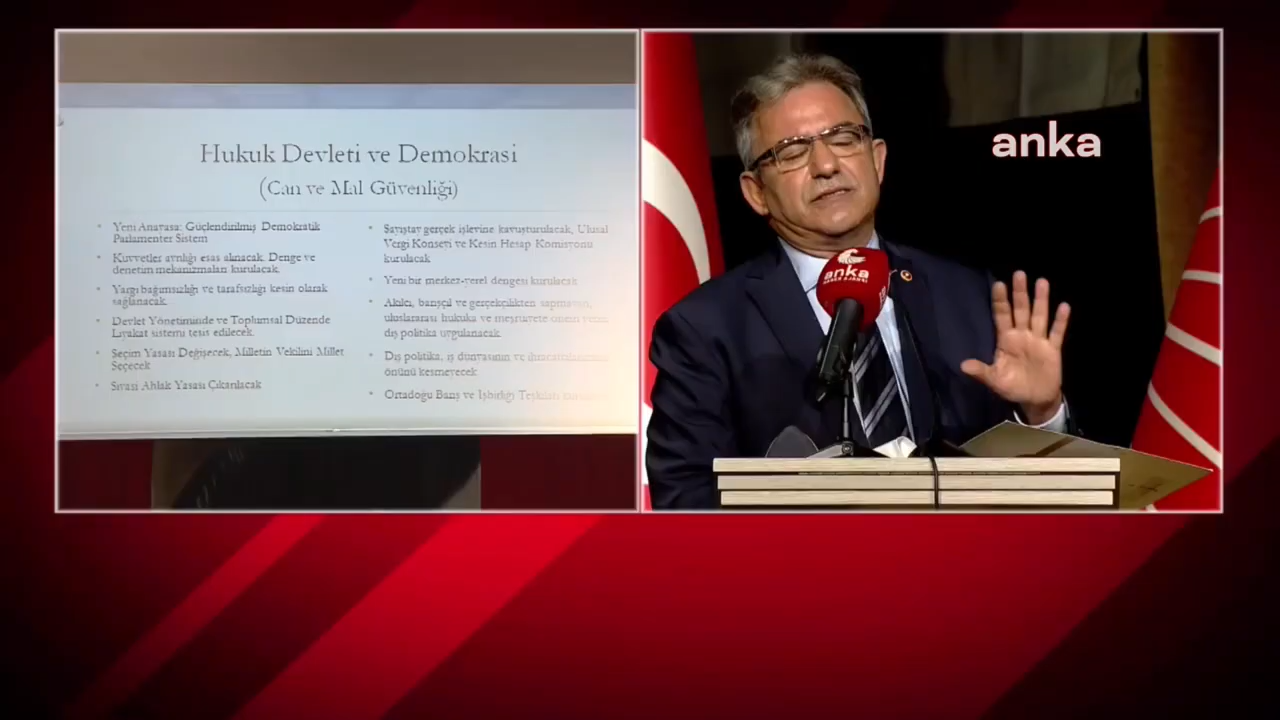 Hukuk Devleti ve Demokrasi
(Can ve Mal Güvenliği)
Yeni Anayasa: Güçlendirilmiş Demokratik
Parlamenter Sistem
Kuvvetler ayrılığı esas alınacak. Denge ve
denetim mekanizmaları kurulacak.
Yargı bağımsızlığı ve tarafsızlığı kesin olarak
sağlanacak.
Devlet Yönetiminde ve Toplumsal Düzende
Liyakat sistemi tesis edilecek.
Seçim Yasası Değişecek, Milletin Vekilini Millet
Seçecek
Siyasi Ahlak Yasası Çıkarılacak
Sayıştay gerçek işlevine kavuşturulacak, Ulusal
Vergi Konseyi ve Kesin Hesap Komisyonu
kurulacak
Yeni bir merkez-yerel dengesi kurulacak
Akılcı, barışçıl ve gerçekçilikten sapmayan,
uluslararası hukuka ve meşruiyete önem veren
dış politika uygulanacak.
Dış politika, iş dünyasının ve ihracatçılarımızın
önünü kesmeyecek
Ortadoğu Barış ve İşbirliği Teşkilatı
anka
anka
HABER AJANSI